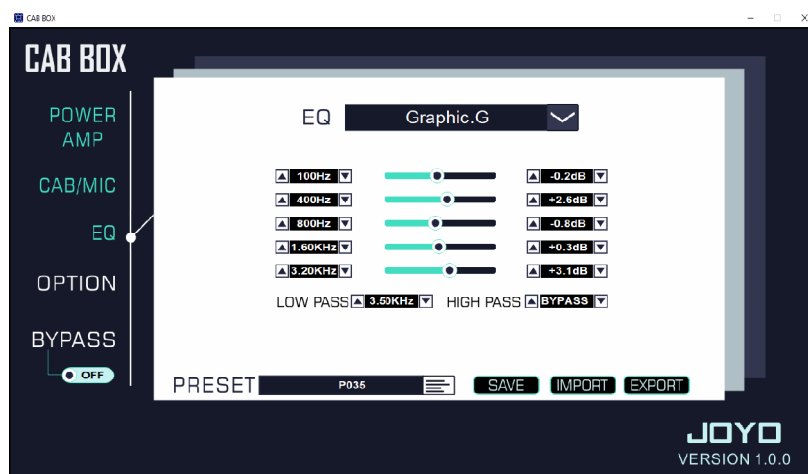 CAB BOX
CAB BOX
POWER
AMP
CAB/MIC
EQ
OPTION
BYPASS
OFF
EQ Graphic.G
100Hz -0.2dB
400Hz +2.6dB
800Hz -0.8dB
1.60KHz +0.3dB
3.20KHz +3.1dB
LOW PASS 3.50KHz HIGH PASS BYPASS
PRESET P035 SAVE IMPORT EXPORT
JOYO
VERSION 1.0.0